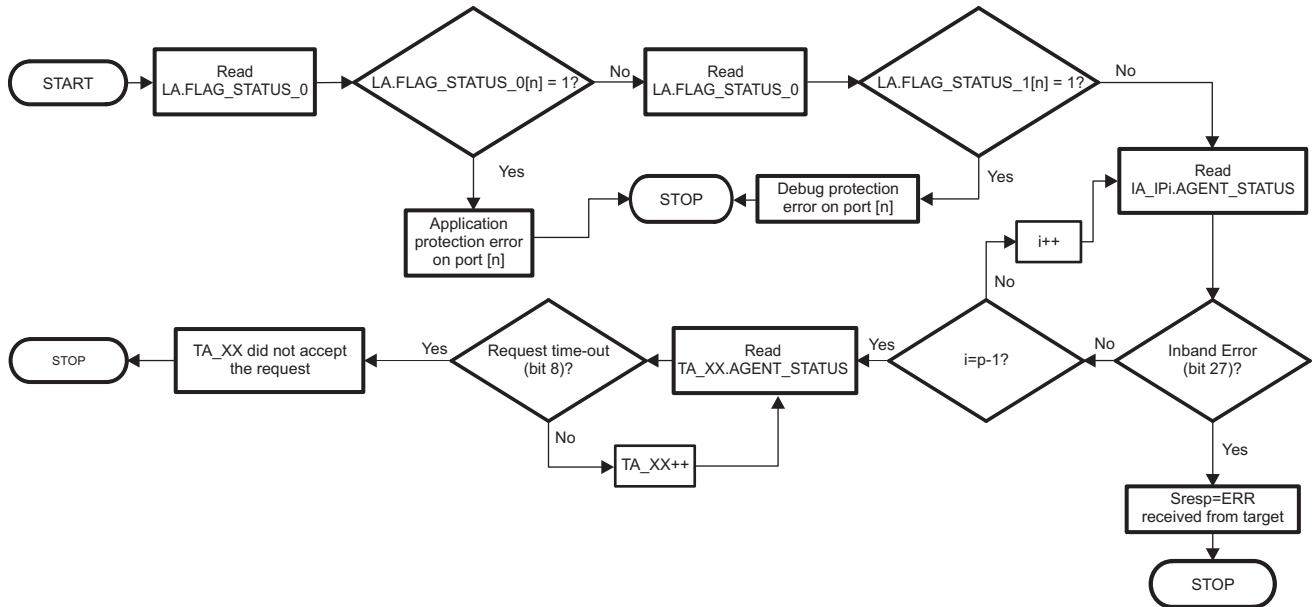 START
Read
LA.FLAG_STATUS_0
LA.FLAG_STATUS_0[n] = 1?
No
Read
LA.FLAG_STATUS_0
LA.FLAG_STATUS_1[n] = 1?
No
Yes
Application
protection error
on port [n]
STOP
Debug protection
error on port [n]
Yes
Read
IA_IPi.AGENT_STATUS
i++
No
STOP
TA_XX did not accept
the request
Yes
Request time-out
(bit 8)?
Read
TA_XX.AGENT_STATUS
Yes
i=p-1?
No
Inband Error
(bit 27)?
No
TA_XX++
Yes
Sresp=ERR
received from target
STOP